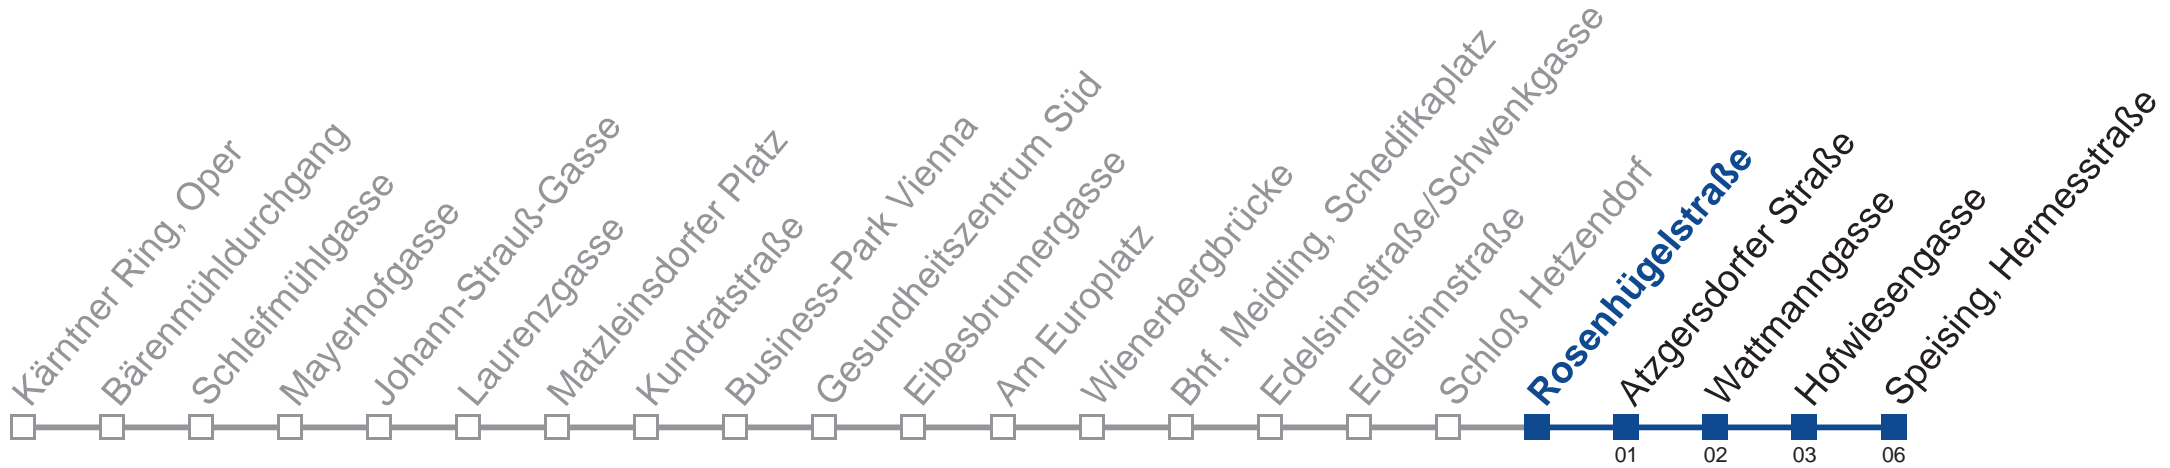 Kärntner Ring, Oper
Bärenmühldurchgang
Schleifmühlgasse
Mayerhofgasse
Johann-Strauß-Gasse
Laurenzgasse
Matzleinsdorfer Platz
Kundratstraße
Business-Park Vienna
Gesundheitszentrum Süd
Eibesbrunnergasse
Am Europlatz
Wienerbergbrücke
Bhf. Meidling, Schedifkaplatz
Edelsinnstraße/Schwenkgasse
Edelsinnstraße
Schloß Hetzendorf
Rosenhügelstraße
Atzgersdorfer Straße
Wattmanngasse
Hofwiesengasse
Speising, Hermesstraße
01 02 03 06